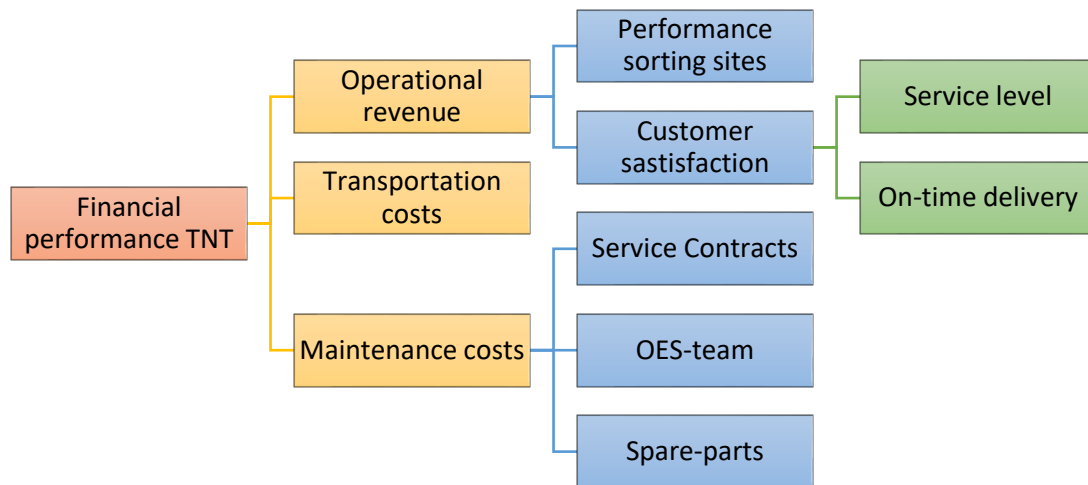 Performance
sorting sites
Operational
revenue
Service level
Customer
sastisfaction
Transportation
costs
On-time delivery
Financial
performance TNT
Service Contracts
Maintenance costs
OES-team
Spare-parts